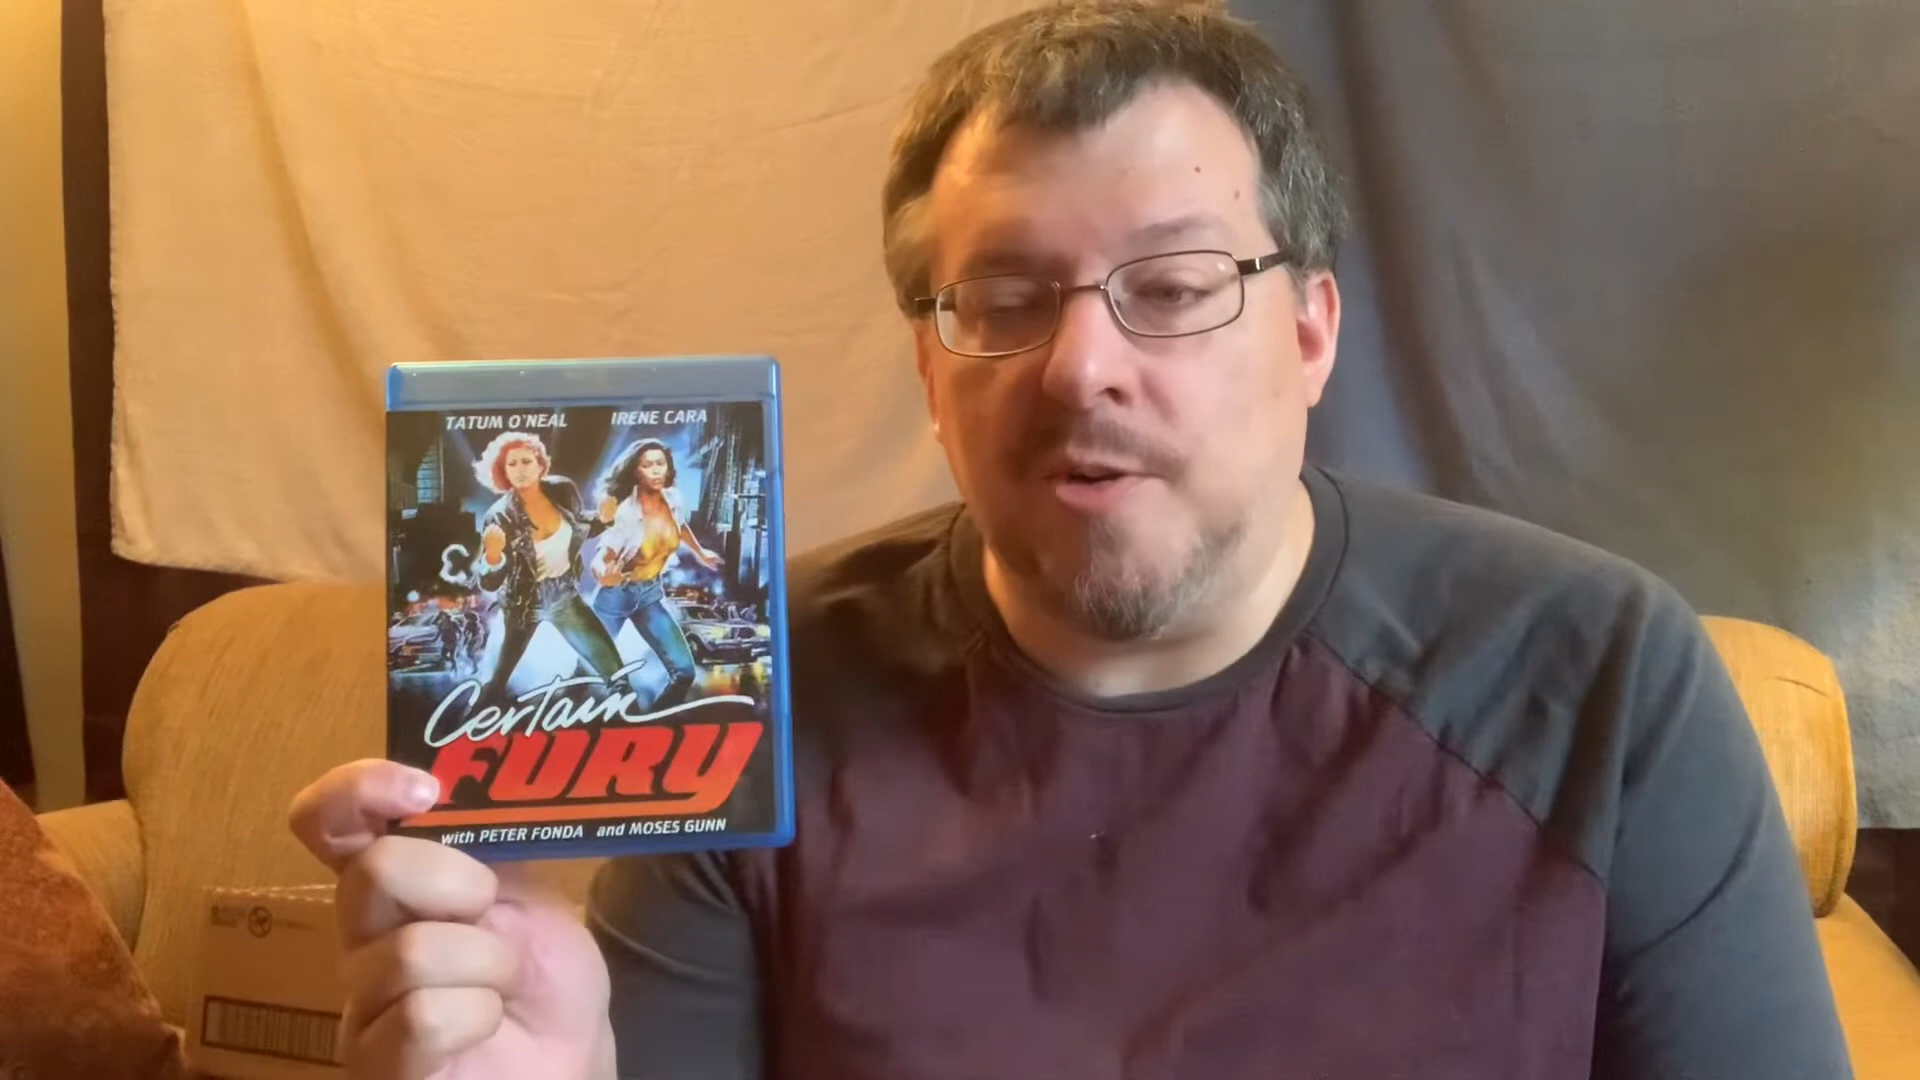 TATUM O'NEAL IRENE CARA
Certain
FURY
with PETER FONDA and MOSES GUNN